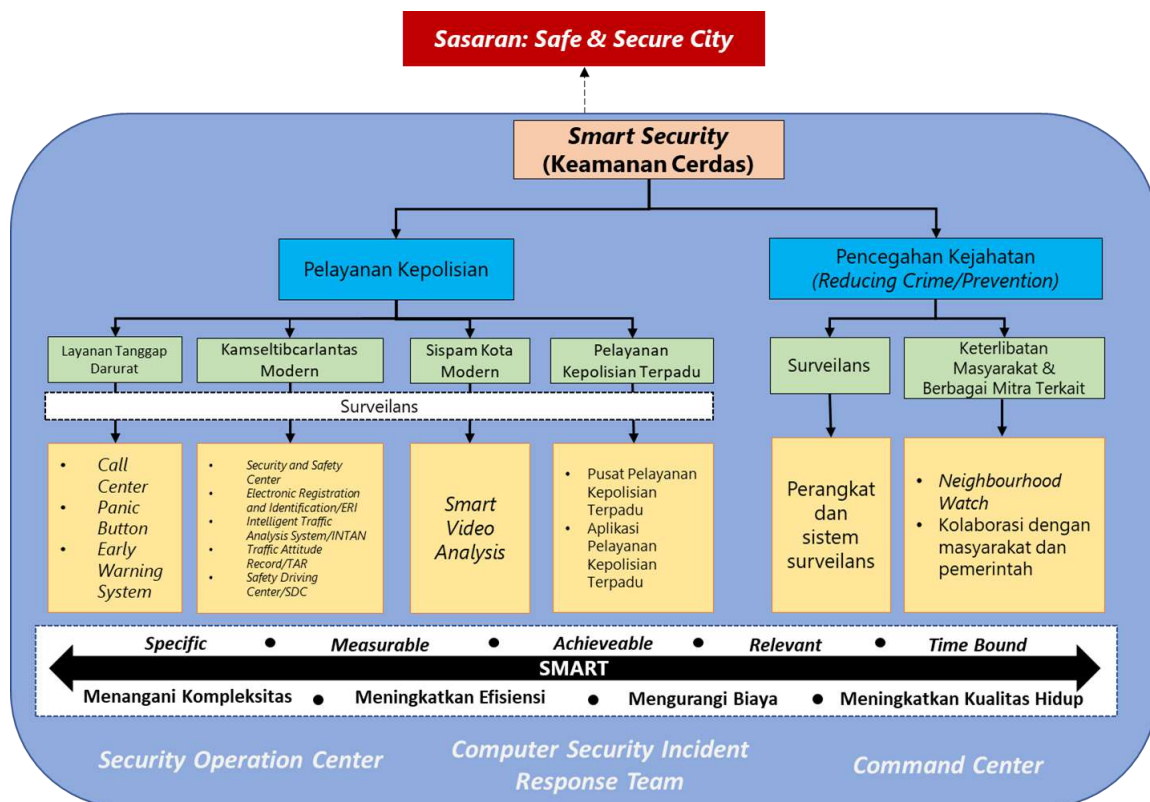 Sasaran: Safe & Secure City
Smart Security
(Keamanan Cerdas)
Pelayanan Kepolisian
Pencegahan Kejahatan
(Reducing Crime/Prevention)
Layanan Tanggap
Darurat
Kamseltibcarlantas
Modern
Sispam Kota
Modern
Pelayanan
Kepolisian Terpadu
Surveilans
Keterlibatan
Masyarakat &
Berbagai Mitra Terkait
Surveilans
• Call
Center
• Panic
Button
• Early
Warning
System
• Security and Safety
Center
• Electronic Registration
and Identification/ERI
• Intelligent Traffic
Analysis System/INTAN
• Traffic Attitude
Record/TAR
• Safety Driving
Center/SDC
Smart
Video
Analysis
• Pusat Pelayanan
Kepolisian
Terpadu
• Aplikasi
Pelayanan
Kepolisian
Terpadu
Perangkat
dan
sistem
surveilans
• Neighbourhood
Watch
• Kolaborasi dengan
masyarakat dan
pemerintah
Specific • Measurable • Achieveable • Relevant • Time Bound
SMART
Menangani Kompleksitas • Meningkatkan Efisiensi • Mengurangi Biaya • Meningkatkan Kualitas Hidup
Security Operation Center
Computer Security Incident
Response Team
Command Center